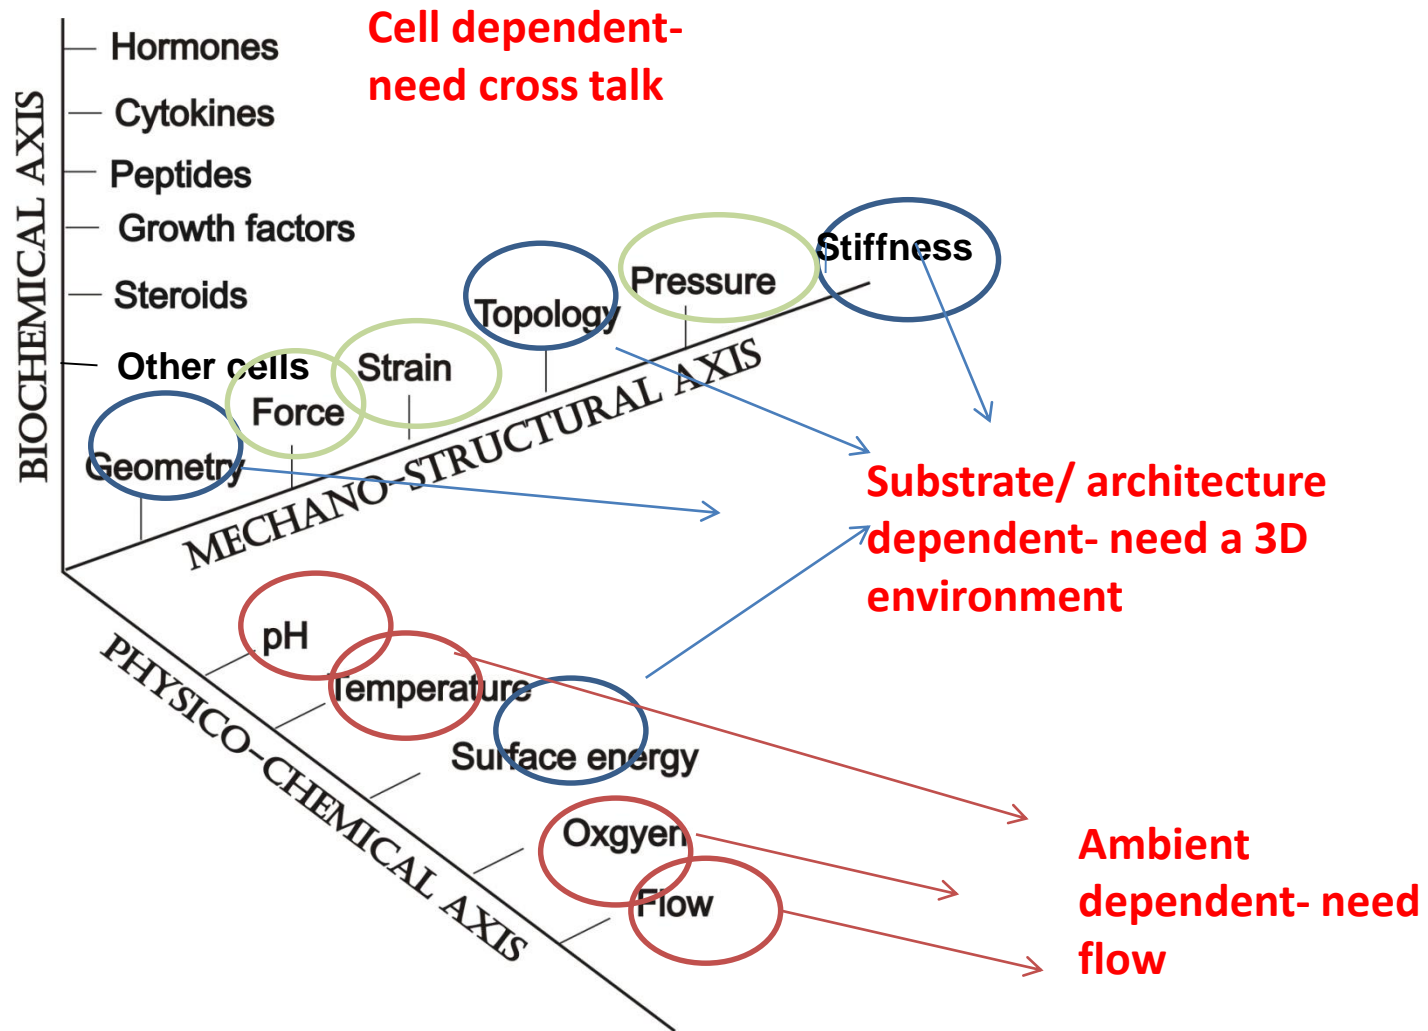 Cell dependent-
need cross talk
BIOCHEMICAL AXIS
Hormones
Cytokines
Peptides
Growth factors
Steroids
Other cells
MECHANO-STRUCTURAL AXIS
Geometry
Force
Strain
Topology
Pressure
Stiffness
Substrate/ architecture
dependent- need a 3D
environment
PHYSICO-CHEMICAL AXIS
pH
Temperature
Surface energy
Oxgyen
Flow
Ambient
dependent- need
flow